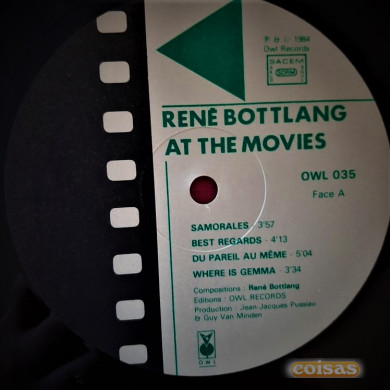 P. & © 1984
Owl Records
SACEM
SDRM
RENÉ BOTTLANG
AT THE MOVIES
OWL 035
Face A
SAMORALES - 3'57
BEST REGARDS - 4'13
DU PAREIL AU MÊME - 5'04
WHERE IS GEMMA - 3'34
Compositions : René Bottlang
Editions : OWL RECORDS
Production : Jean-Jacques Pussiau
& Guy Van Minden
OWL
coisas